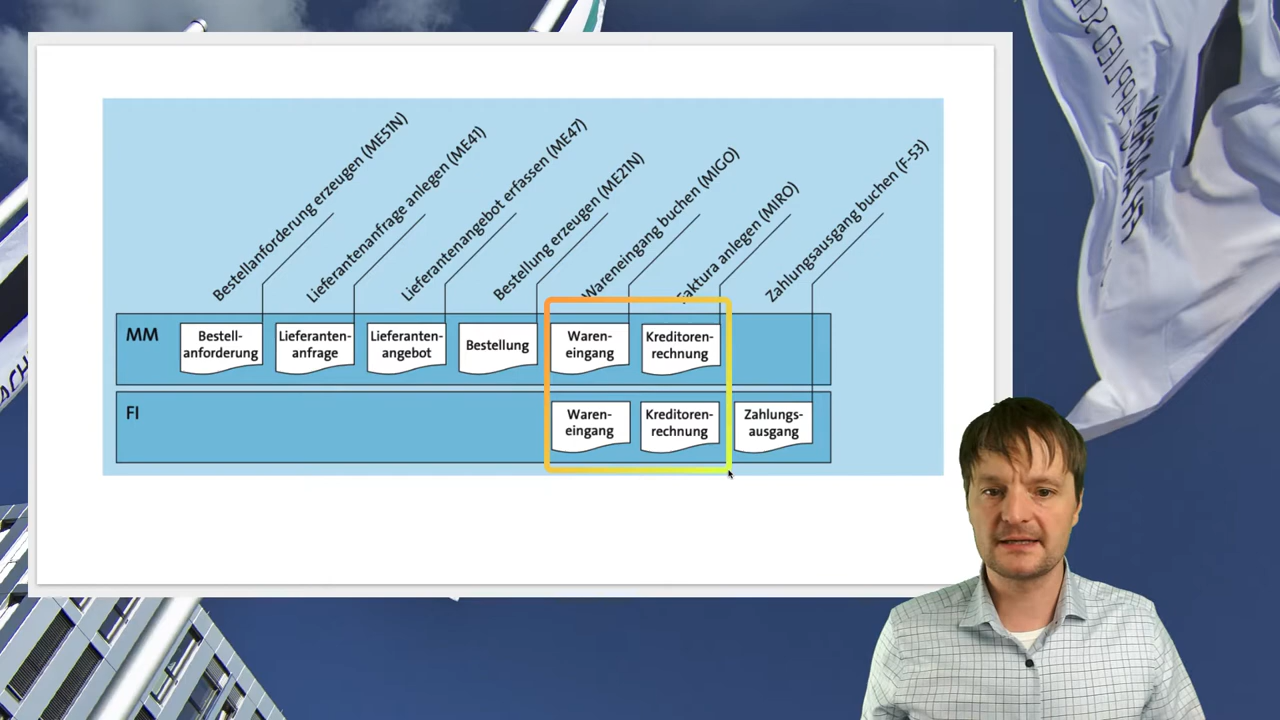 Bestellanforderung erzeugen (ME51N)
Lieferantenanfrage anlegen (ME41)
Lieferantenangebot erfassen (ME47)
Bestellung erzeugen (ME21N)
Wareneingang buchen (MIGO)
Faktura anlegen (MIRO)
Zahlungsausgang buchen (F-53)
MM
Bestell-
anforderung
Lieferanten-
anfrage
Lieferanten-
angebot
Bestellung
Waren-
eingang
Kreditoren-
rechnung
FI
Waren-
eingang
Kreditoren-
rechnung
Zahlungs-
ausgang
FH AACHEN